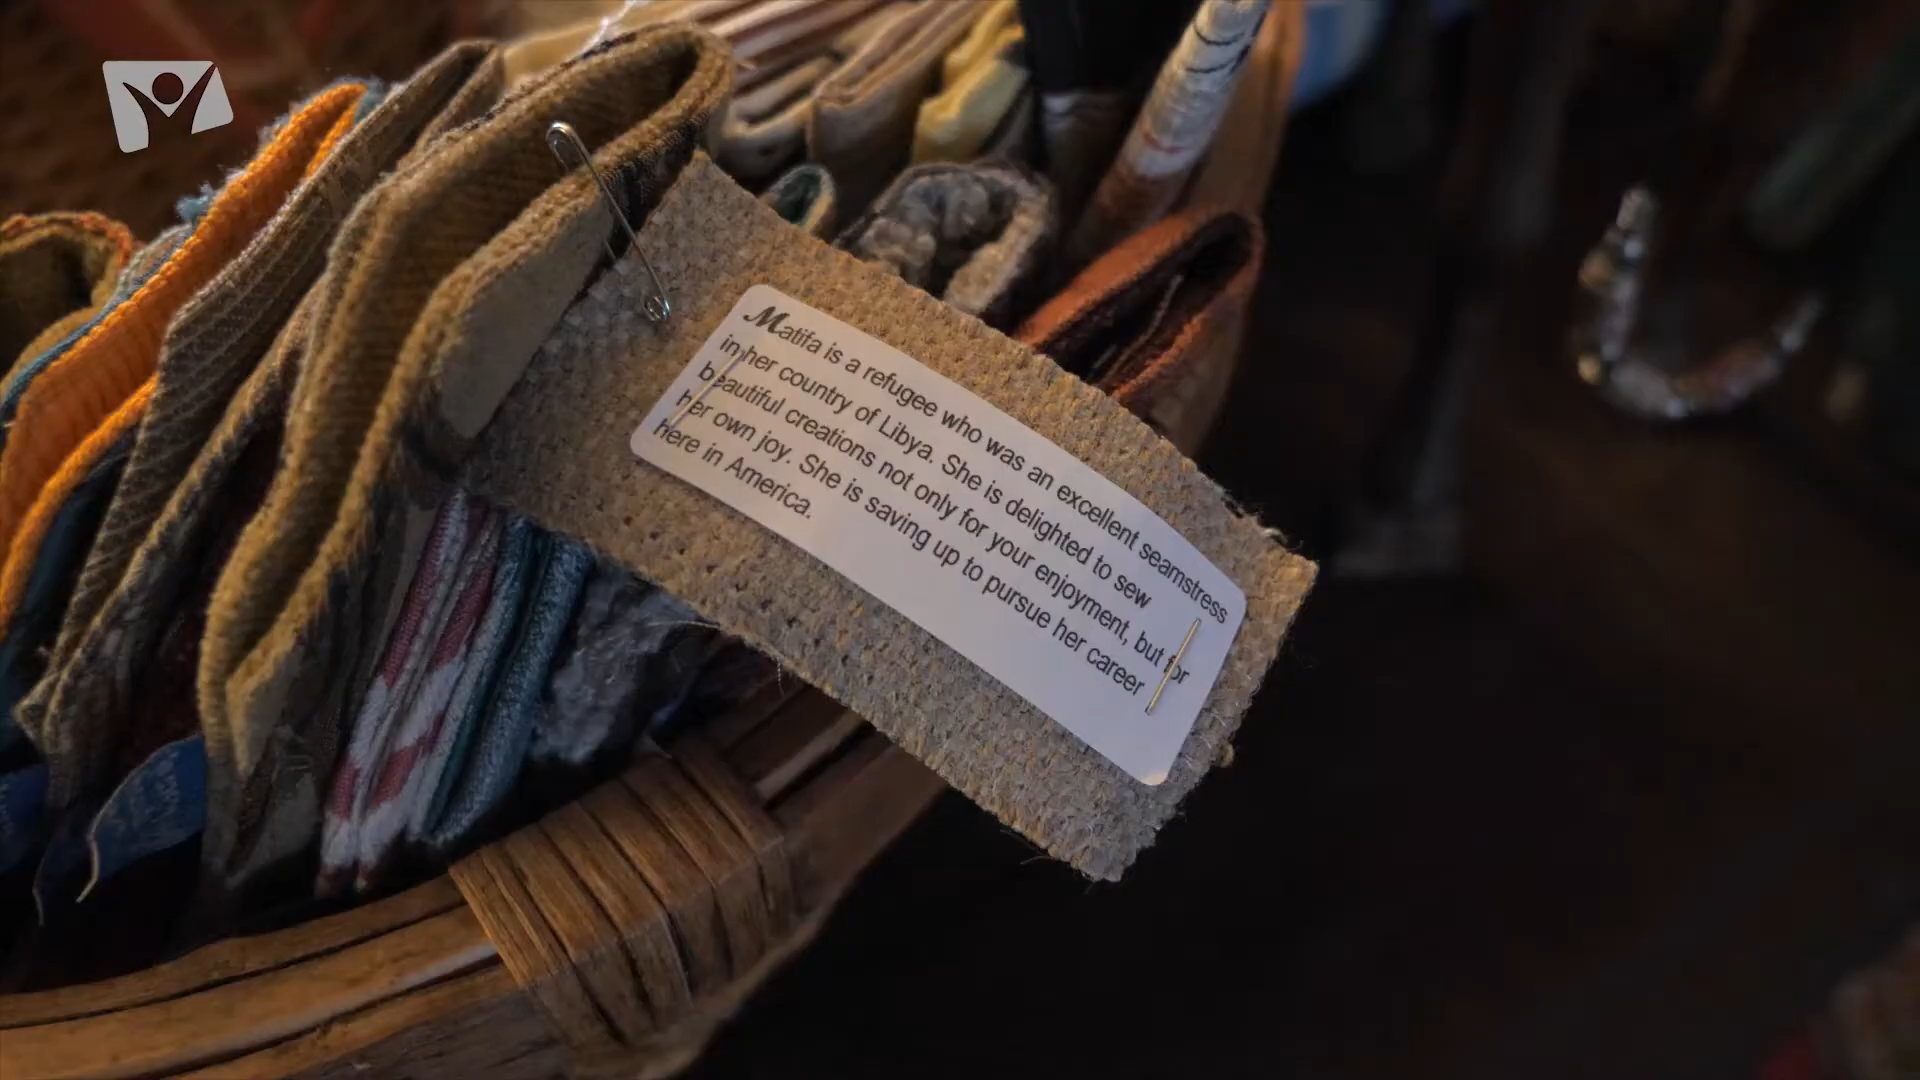 Matifa is a refugee who was an excellent seamstress
in her country of Libya. She is delighted to sew
beautiful creations not only for your enjoyment, but for
her own joy. She is saving up to pursue her career
here in America.